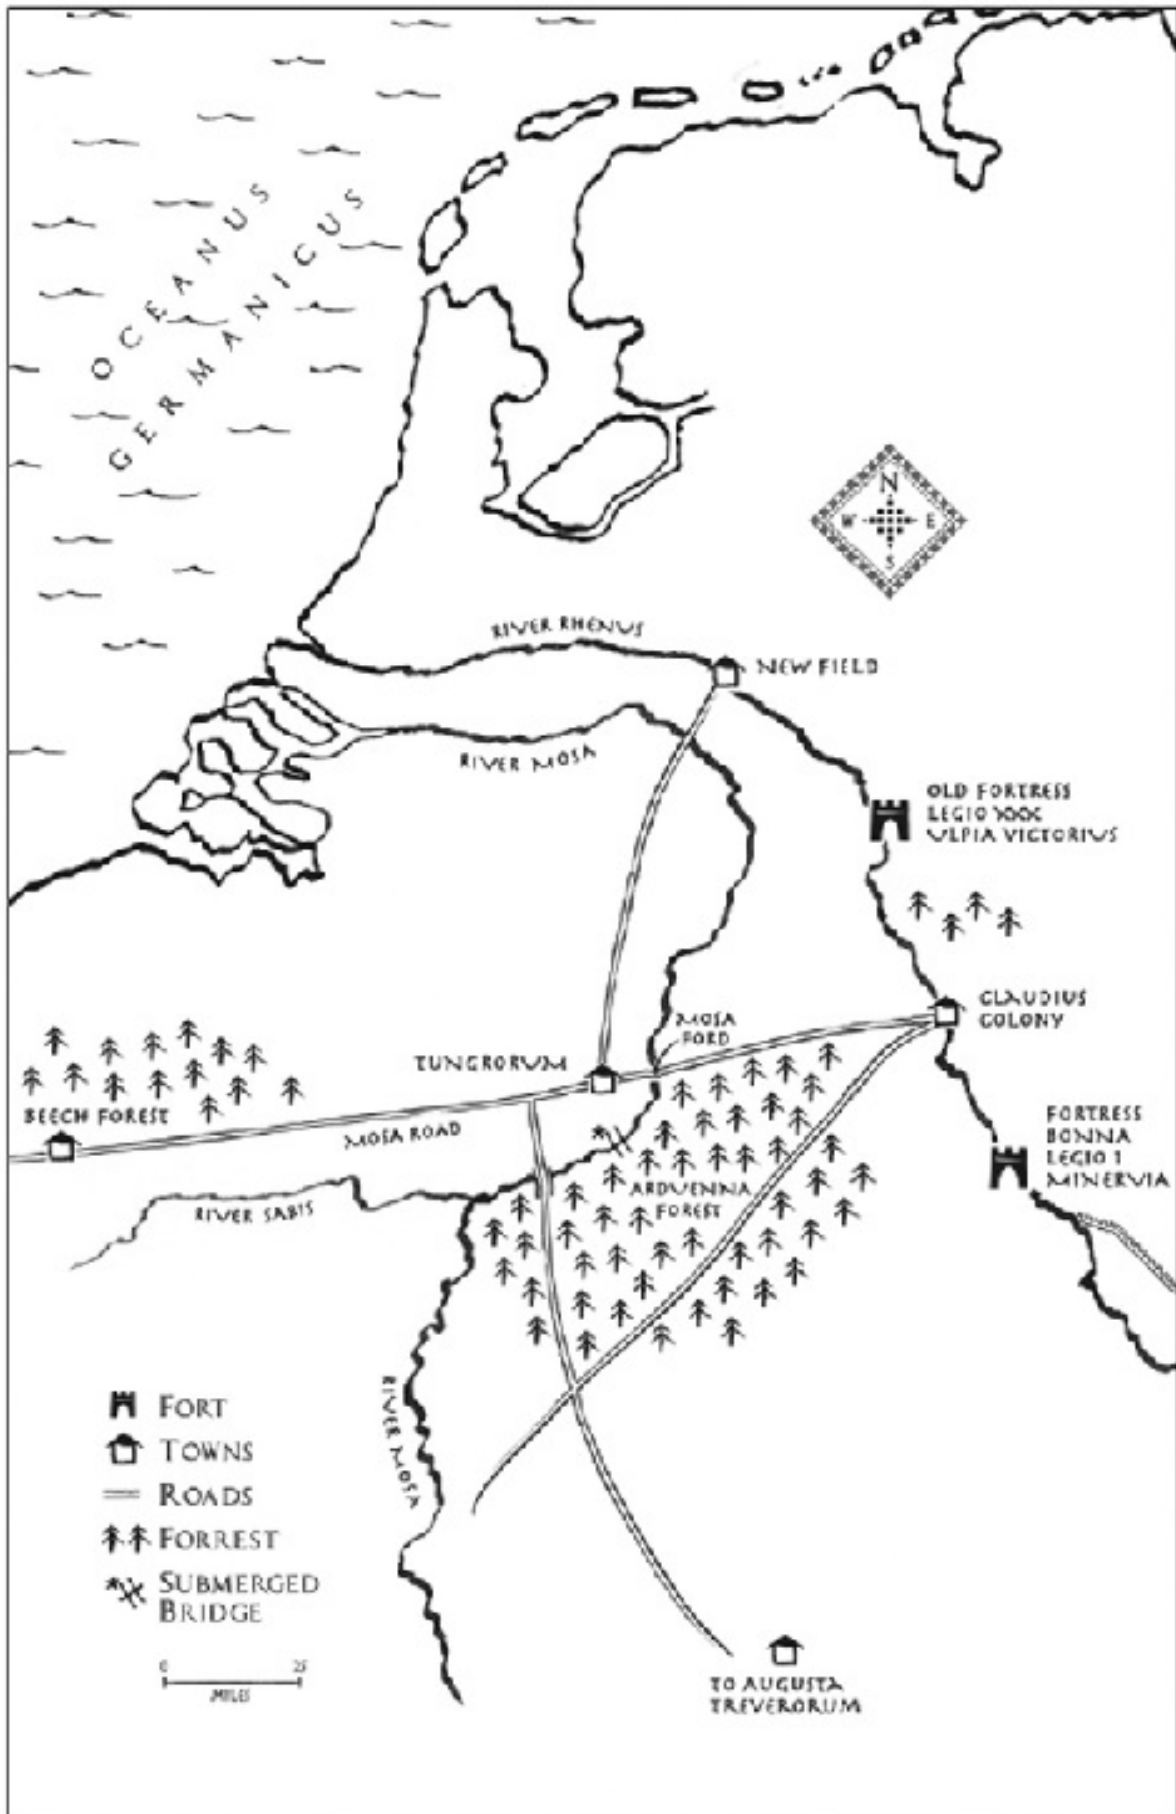 OCEANUS
GERMANICUS
N
W E
S
RIVER RHENUS
NEW FIELD
RIVER MOSA
OLD FORTRESS
LEGIO XXX
ULPIA VICTORIUS
CLAUDIUS
COLONY
MOSA
FORD
TUNGRORUM
BEECH FOREST
MOSA ROAD
FORTRESS
BONNA
LEGIO I
MINERVIA
ARDUENNA
FOREST
RIVER SABIS
RIVER MOSA
FORT
TOWNS
ROADS
FORREST
SUBMERGED
BRIDGE
0 25
MILES
TO AUGUSTA
TREVERORUM